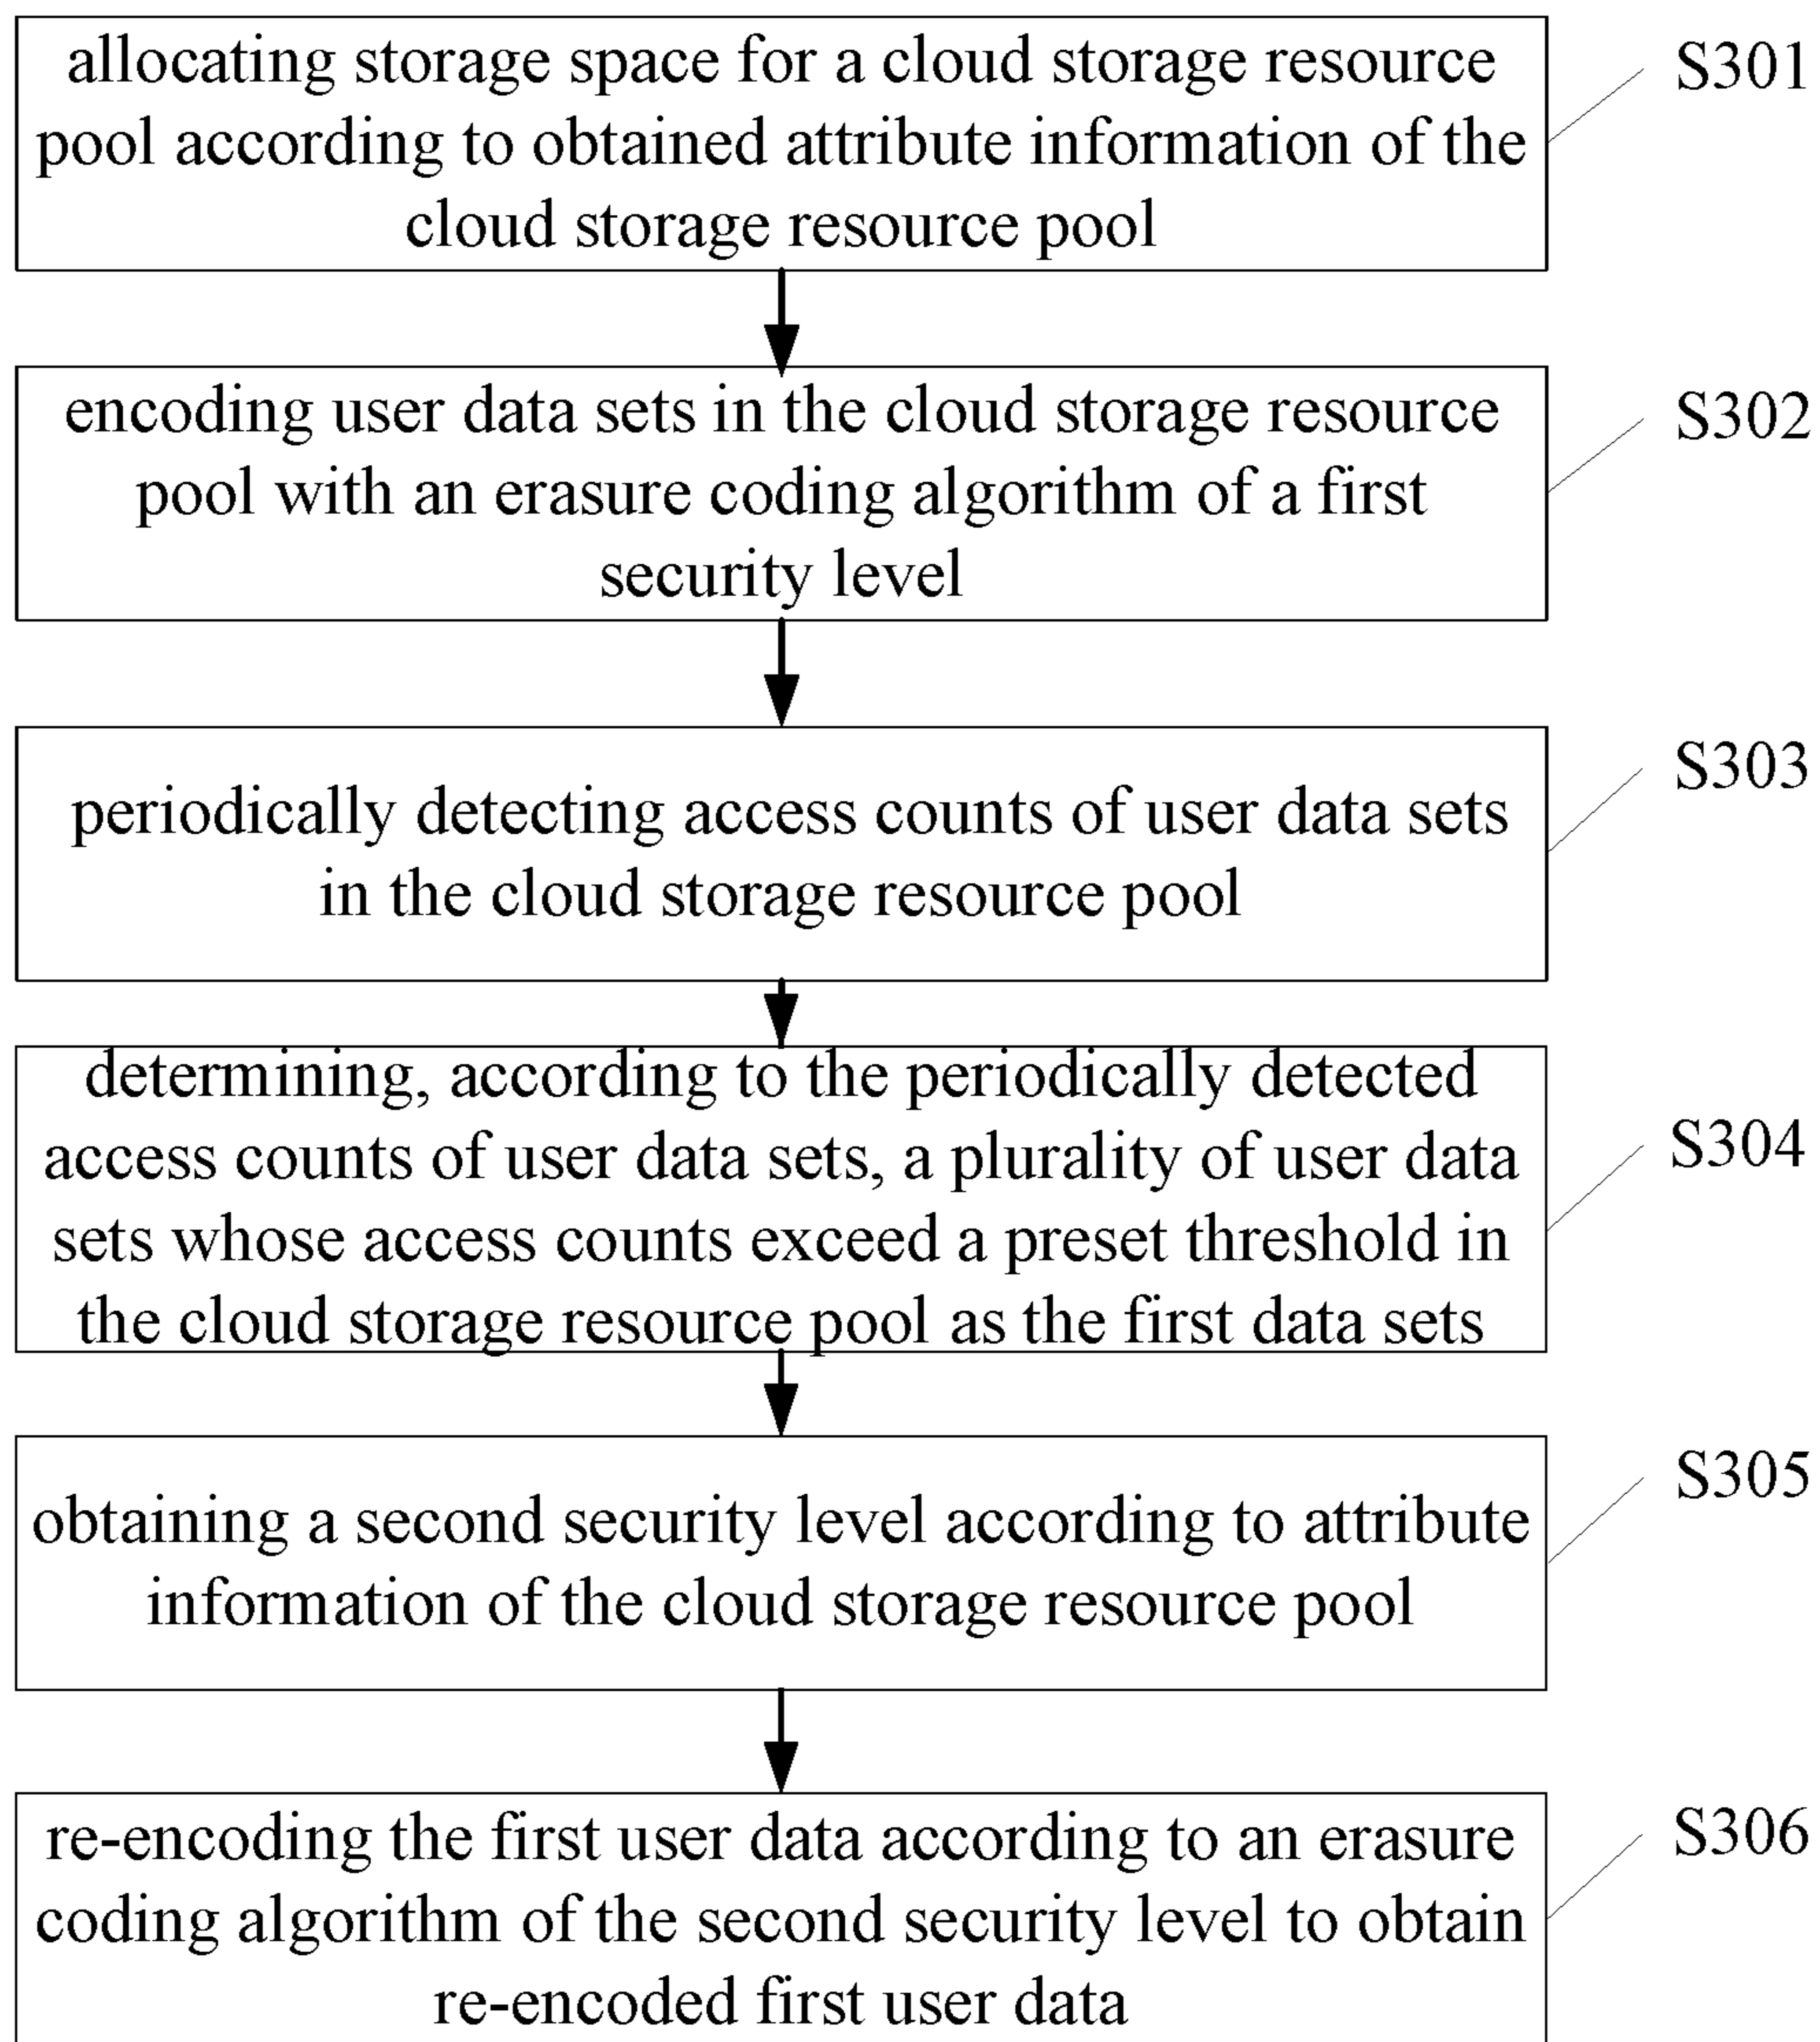 allocating storage space for a cloud storage resource
pool according to obtained attribute information of the
cloud storage resource pool
S301
encoding user data sets in the cloud storage resource
pool with an erasure coding algorithm of a first
security level
S302
periodically detecting access counts of user data sets
in the cloud storage resource pool
S303
determining, according to the periodically detected
access counts of user data sets, a plurality of user data
sets whose access counts exceed a preset threshold in
the cloud storage resource pool as the first data sets
S304
obtaining a second security level according to attribute
information of the cloud storage resource pool
S305
re-encoding the first user data according to an erasure
coding algorithm of the second security level to obtain
re-encoded first user data
S306